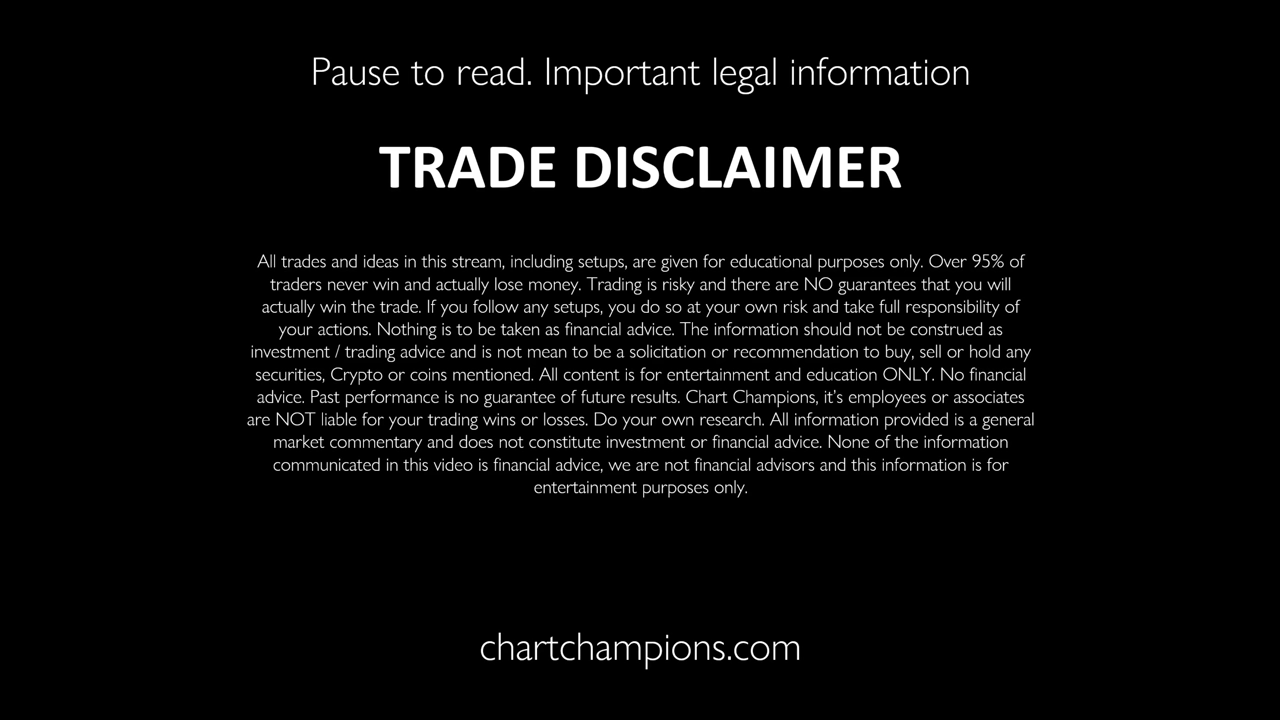 Pause to read. Important legal information
TRADE DISCLAIMER
All trades and ideas in this stream, including setups, are given for educational purposes only. Over 95% of
traders never win and actually lose money. Trading is risky and there are NO guarantees that you will
actually win the trade. If you follow any setups, you do so at your own risk and take full responsibility of
your actions. Nothing is to be taken as financial advice. The information should not be construed as
investment / trading advice and is not mean to be a solicitation or recommendation to buy, sell or hold any
securities, Crypto or coins mentioned. All content is for entertainment and education ONLY. No financial
advice. Past performance is no guarantee of future results. Chart Champions, it's employees or associates
are NOT liable for your trading wins or losses. Do your own research. All information provided is a general
market commentary and does not constitute investment or financial advice. None of the information
communicated in this video is financial advice, we are not financial advisors and this information is for
entertainment purposes only.
chartchampions.com